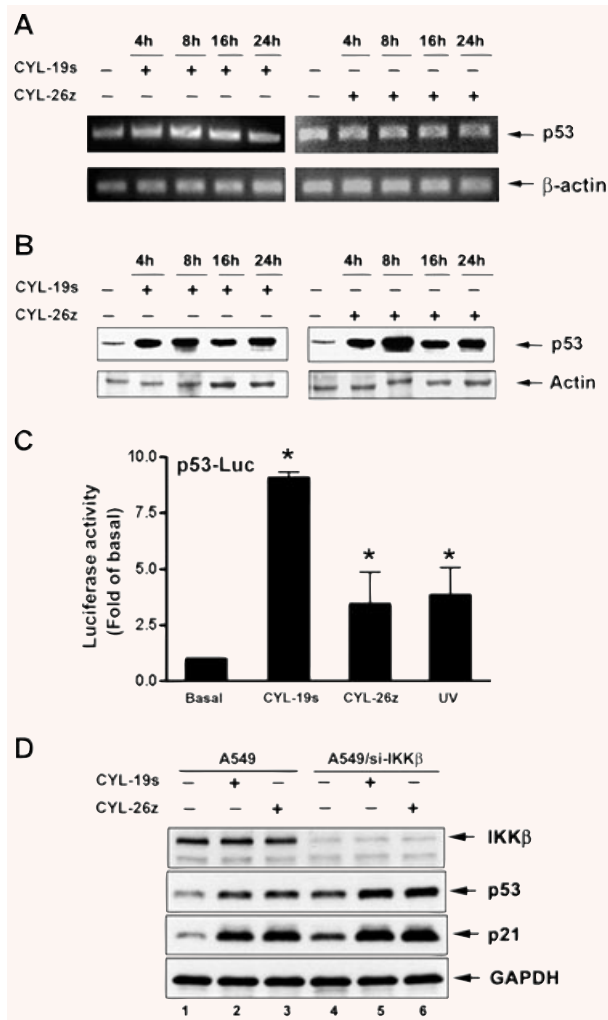 A
4h 8h 16h 24h 4h 8h 16h 24h
CYL-19s – + + + + – – – – –
CYL-26z – – – – – – + + + +
p53
β-actin
B
4h 8h 16h 24h 4h 8h 16h 24h
CYL-19s – + + + + – – – – –
CYL-26z – – – – – – + + + +
p53
Actin
C
p53-Luc
Luciferase activity
(Fold of basal)
10.0
7.5
5.0
2.5
0.0
* * *
Basal CYL-19s CYL-26z UV
D
A549 A549/si-IKKβ
CYL-19s – + – – + –
CYL-26z – – + – – +
IKKβ
p53
p21
GAPDH
1 2 3 4 5 6